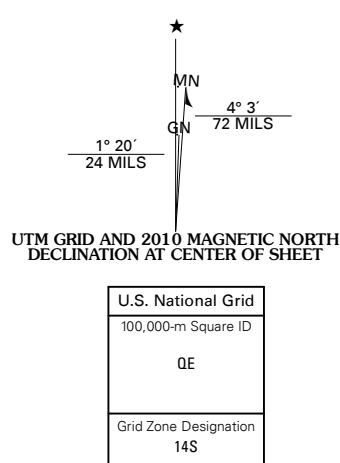 ★
MN
4° 3´
72 MILS
GN
1° 20´
24 MILS
UTM GRID AND 2010 MAGNETIC NORTH
DECLINATION AT CENTER OF SHEET
U.S. National Grid
100,000-m Square ID
QE
Grid Zone Designation
14S